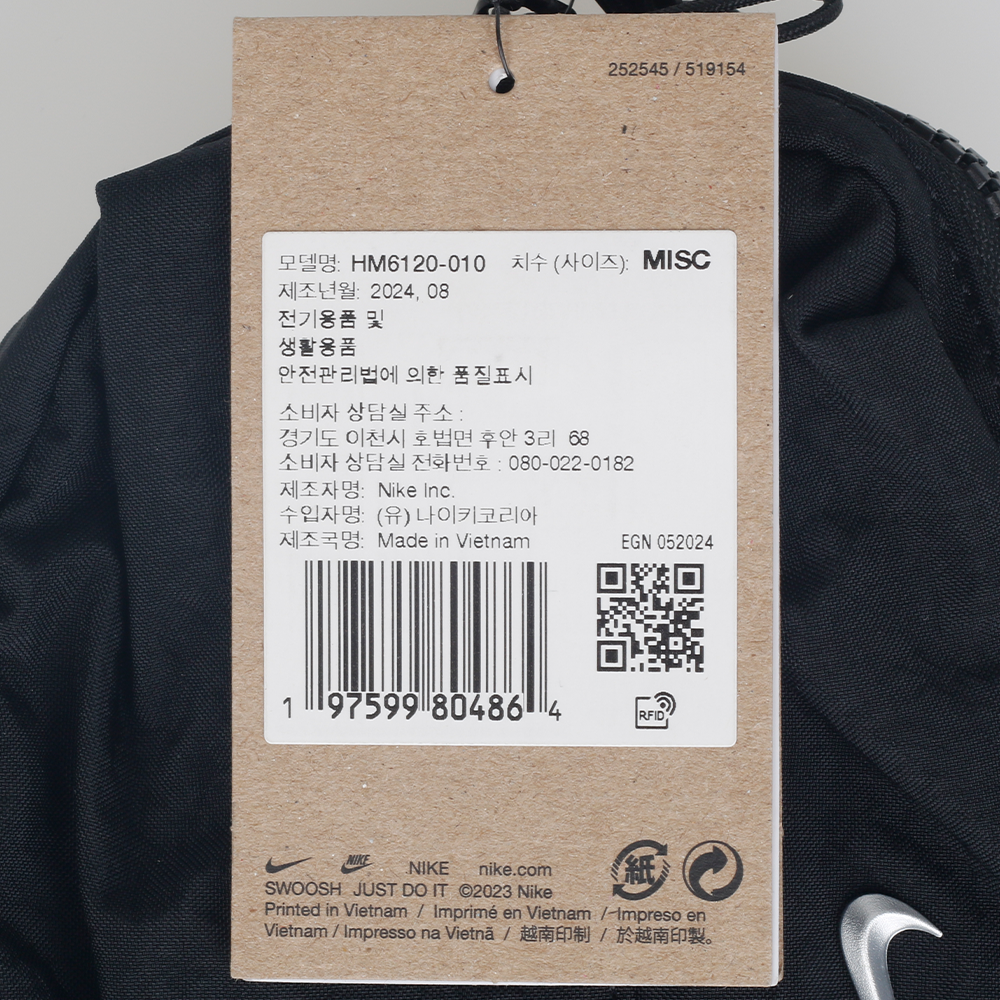 252545 / 519154
모델명: HM6120-010 치수 (사이즈): MISC
제조년월: 2024, 08
전기용품 및
생활용품
안전관리법에 의한 품질표시
소비자 상담실 주소 :
경기도 이천시 호법면 후안 3리 68
소비자 상담실 전화번호 : 080-022-0182
제조자명: Nike Inc.
수입자명: (유) 나이키코리아
제조국명: Made in Vietnam
EGN 052024
1 97599 80486 4
RFID
NIKE NIKE nike.com
紙
SWOOSH JUST DO IT ©2023 Nike
Printed in Vietnam / Imprimé en Vietnam / Impreso en
Vietnam / Impresso na Vietnã / 越南印制 / 於越南印製。